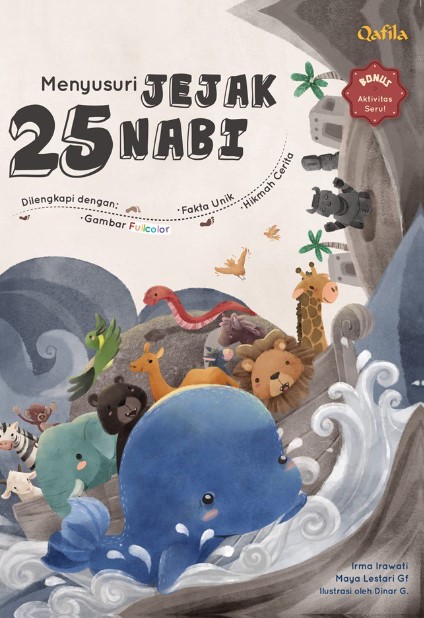 Qafila
Menyusuri JEJAK
25 NABI
BONUS
Aktivitas
Seru!
Dilengkapi dengan:
·Gambar Fullcolor
·Fakta Unik
·Hikmah Cerita
Irma Irawati
Maya Lestari Gf
Ilustrasi oleh Dinar G.